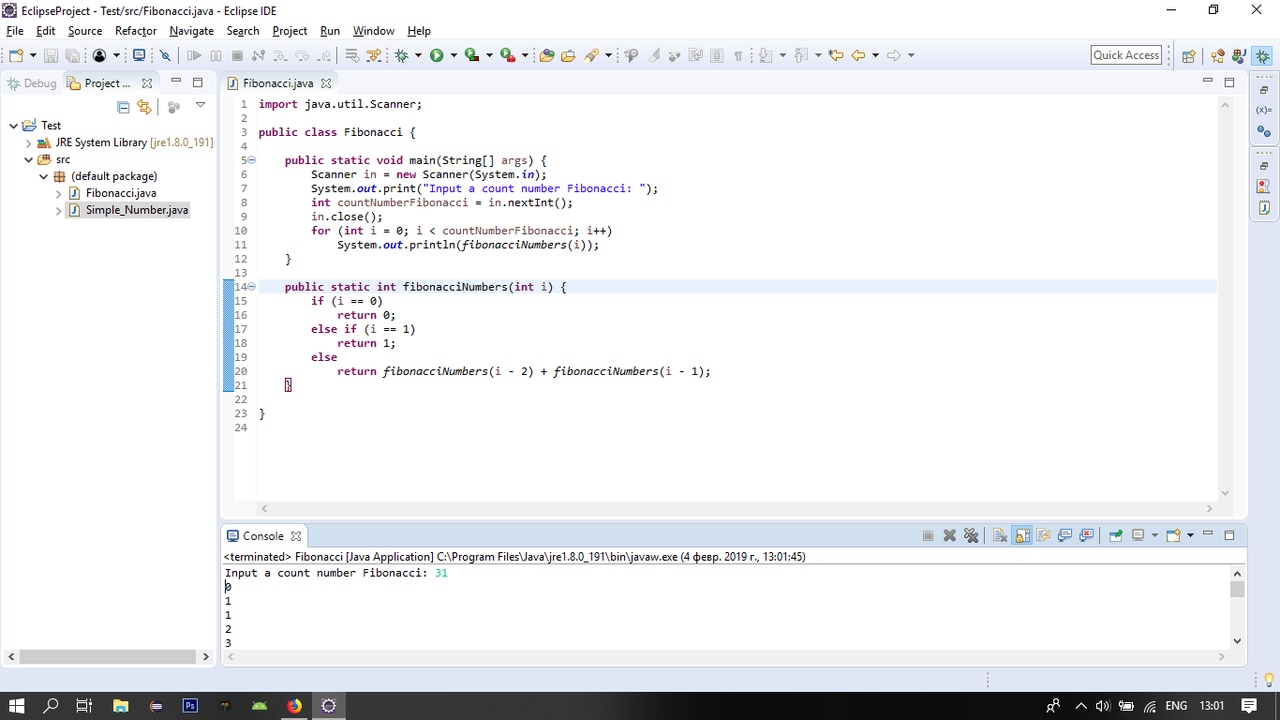 EclipseProject - Test/src/Fibonacci.java - Eclipse IDE
File Edit Source Refactor Navigate Search Project Run Window Help
Quick Access
Debug Project ...
Fibonacci.java
Test
JRE System Library [jre1.8.0_191]
src
(default package)
Fibonacci.java
Simple_Number.java
1 import java.util.Scanner;
2
3 public class Fibonacci {
4
5 public static void main(String[] args) {
6 Scanner in = new Scanner(System.in);
7 System.out.print("Input a count number Fibonacci: ");
8 int countNumberFibonacci = in.nextInt();
9 in.close();
10 for (int i = 0; i < countNumberFibonacci; i++)
11 System.out.println(fibonacciNumbers(i));
12 }
13
14 public static int fibonacciNumbers(int i) {
15 if (i == 0)
16 return 0;
17 else if (i == 1)
18 return 1;
19 else
20 return fibonacciNumbers(i - 2) + fibonacciNumbers(i - 1);
21 }
22
23 }
24
Console
<terminated> Fibonacci [Java Application] C:\Program Files\Java\jre1.8.0_191\bin\javaw.exe (4 февр. 2019 г., 13:01:45)
Input a count number Fibonacci: 31
0
1
1
2
3
Ps
ENG 13:01